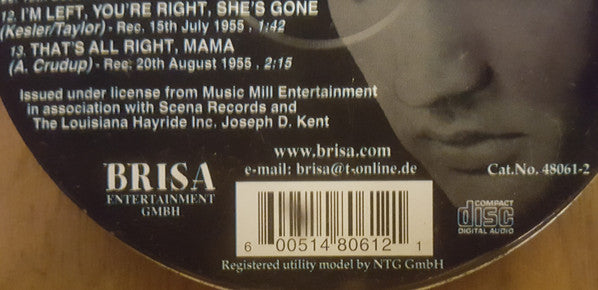 12. I'M LEFT, YOU'RE RIGHT, SHE'S GONE
(Kesler/Taylor) - Rec. 15th July 1955 . 1:42
13. THAT'S ALL RIGHT, MAMA
(A. Crudup) - Rec: 20th August 1955 . 2:15
Issued under license from Music Mill Entertainment
in association with Scena Records and
The Louisiana Hayride Inc. Joseph D. Kent
www.brisa.com
e-mail: brisa@t-online.de
Cat.No. 48061-2
BRISA
ENTERTAINMENT
GMBH
6 00514 80612 1
COMPACT
disc
DIGITAL AUDIO
Registered utility model by NTG GmbH